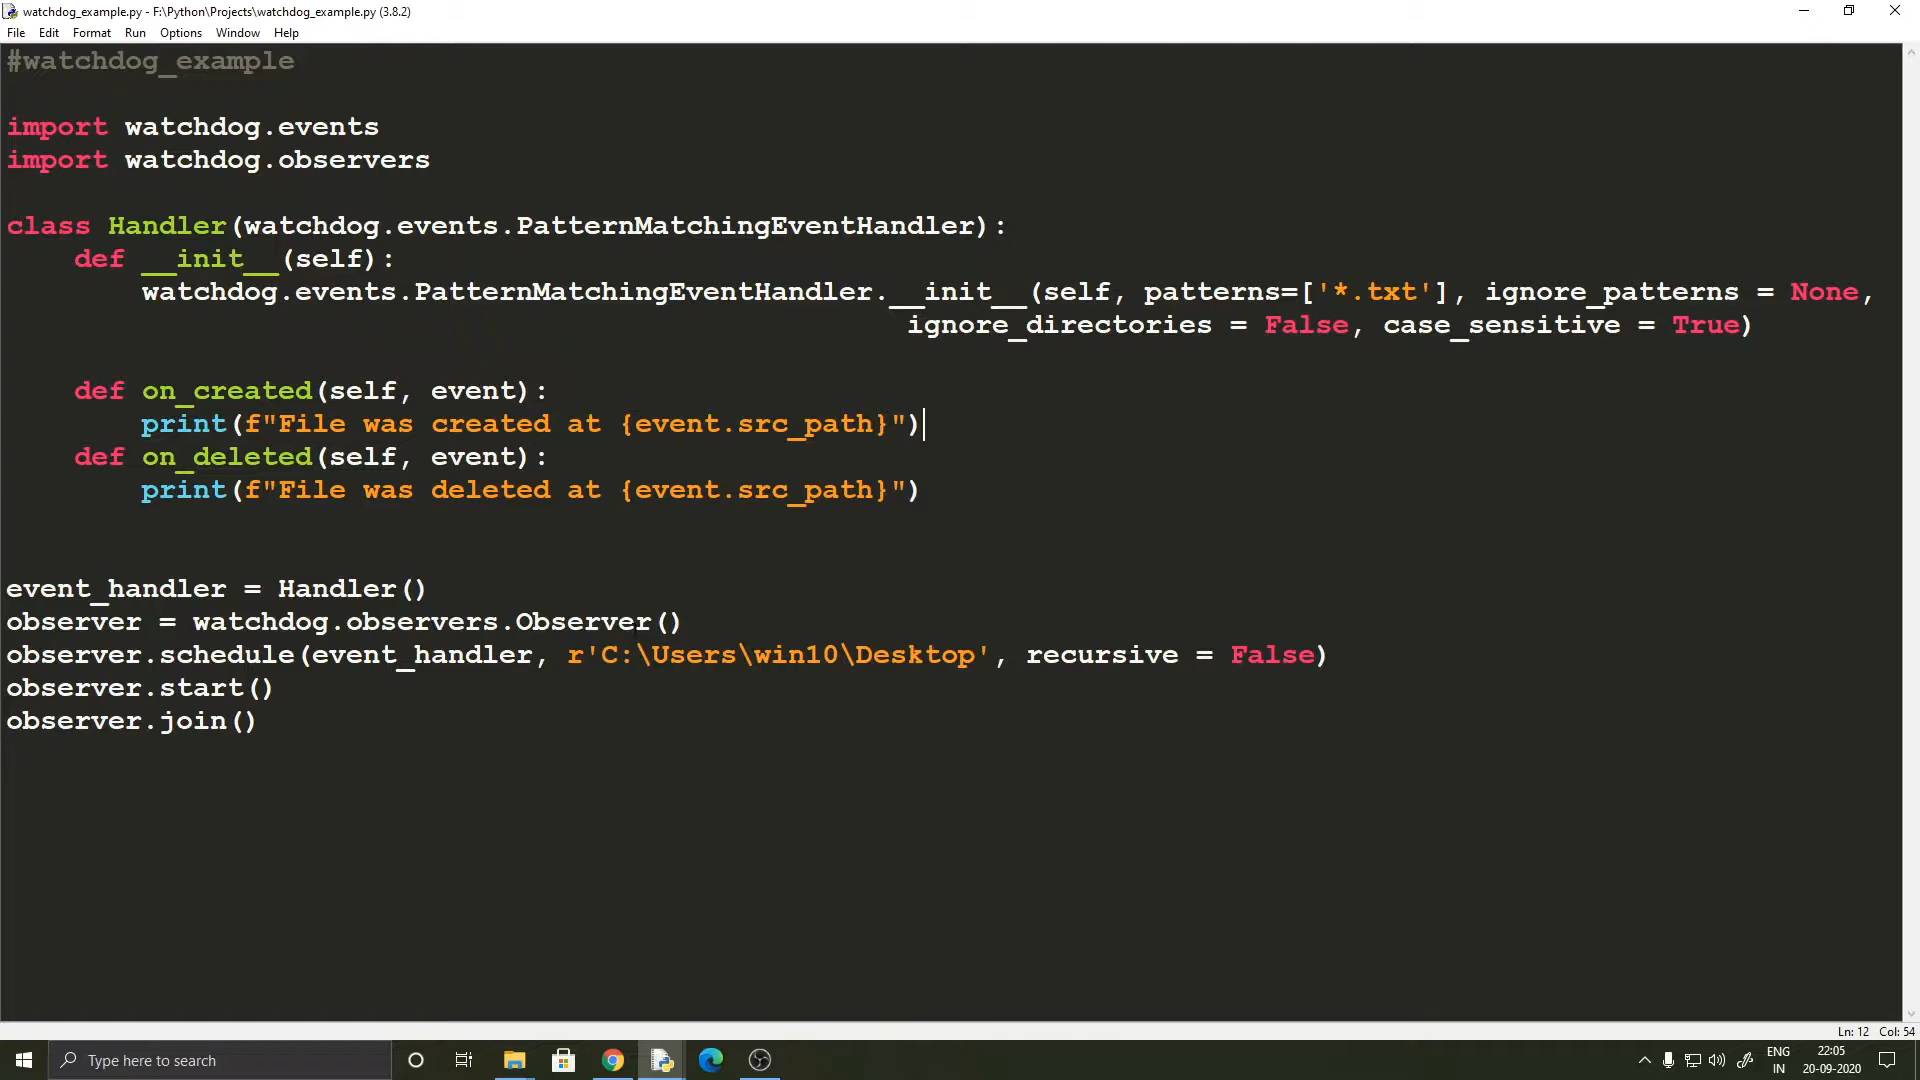 watchdog_example.py - F:\Python\Projects\watchdog_example.py (3.8.2)
File Edit Format Run Options Window Help
#watchdog_example
import watchdog.events
import watchdog.observers
class Handler(watchdog.events.PatternMatchingEventHandler):
    def __init__(self):
        watchdog.events.PatternMatchingEventHandler.__init__(self, patterns=['*.txt'], ignore_patterns = None,
                                                     ignore_directories = False, case_sensitive = True)
    def on_created(self, event):
        print(f"File was created at {event.src_path}")
    def on_deleted(self, event):
        print(f"File was deleted at {event.src_path}")
event_handler = Handler()
observer = watchdog.observers.Observer()
observer.schedule(event_handler, r'C:\Users\win10\Desktop', recursive = False)
observer.start()
observer.join()
Ln: 12 Col: 54
Type here to search
ENG
IN
22:05
20-09-2020